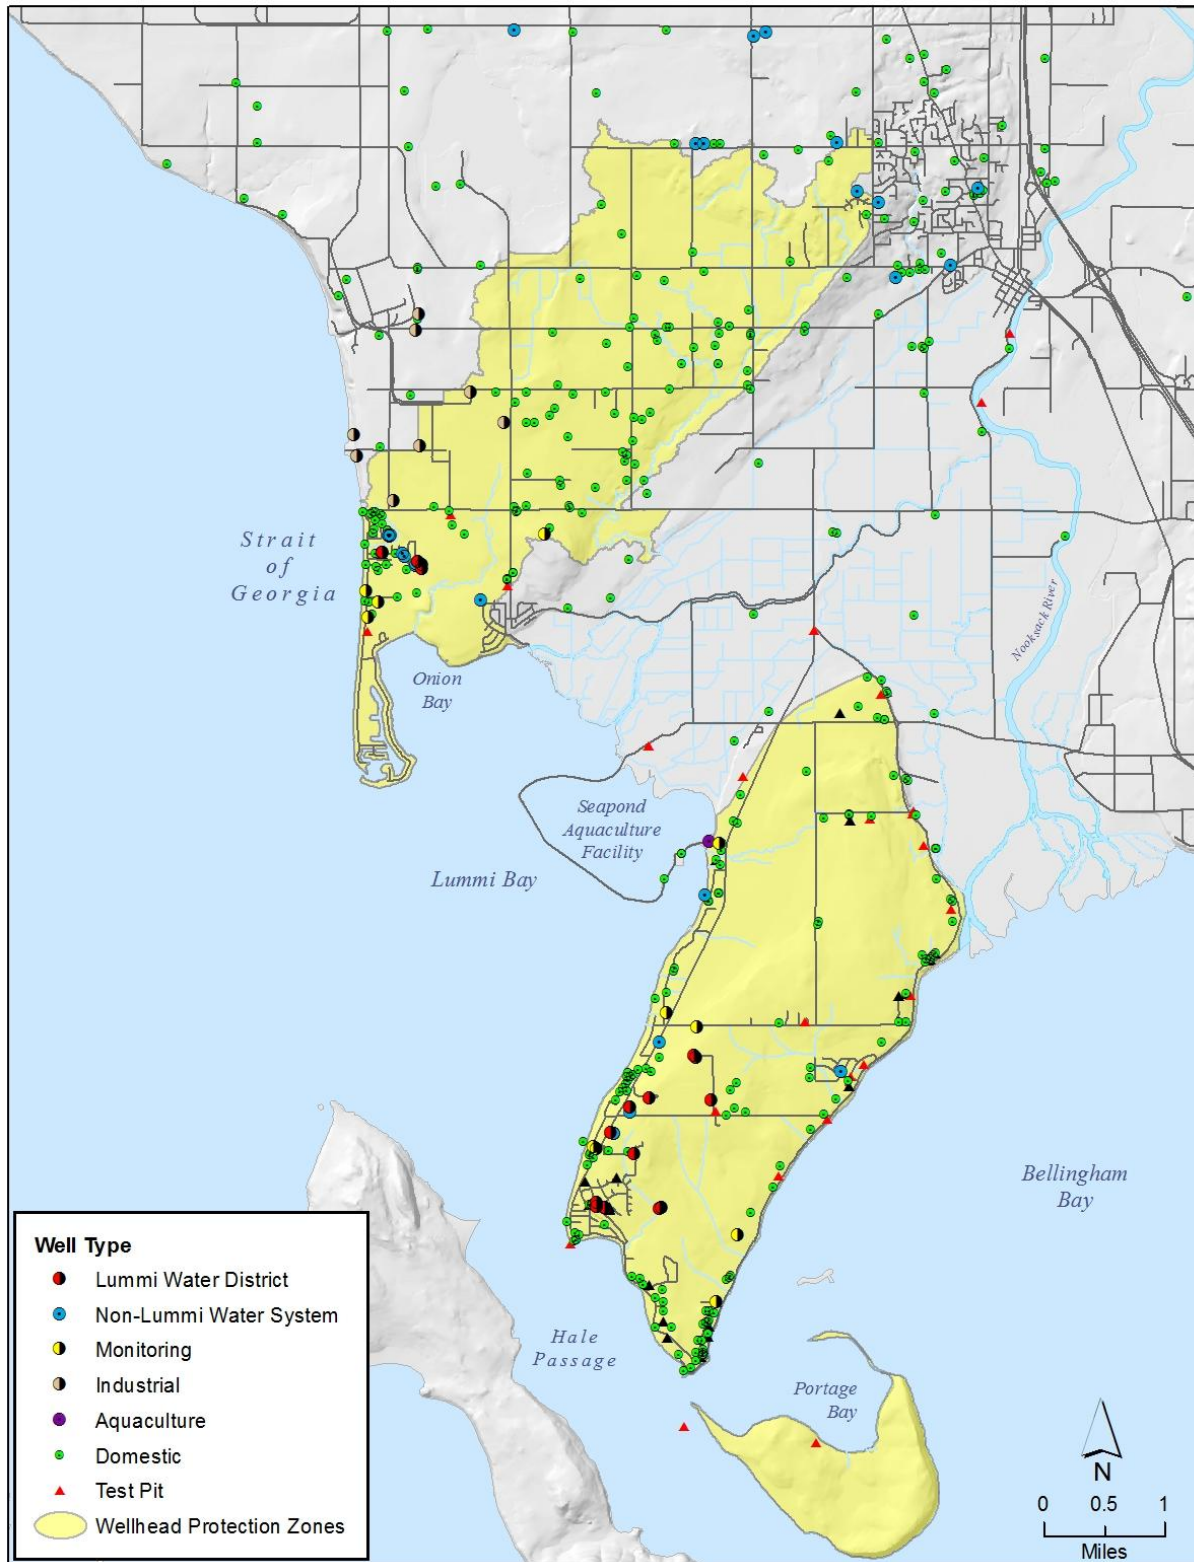 Strait
of
Georgia
Onion
Bay
Nooksack River
Seapond
Aquaculture
Facility
Lummi Bay
Bellingham
Bay
Hale
Passage
Portage
Bay
Well Type
Lummi Water District
Non-Lummi Water System
Monitoring
Industrial
Aquaculture
Domestic
Test Pit
Wellhead Protection Zones
N
0 0.5 1
Miles